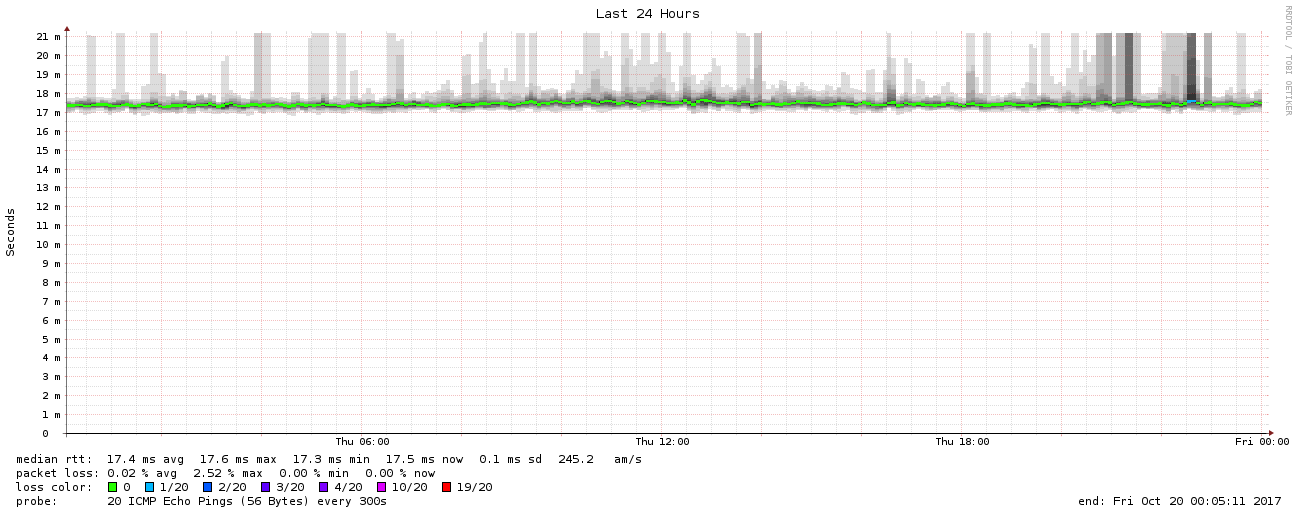 Last 24 Hours
RRDTOOL / TOBI OETIKER
21 m
20 m
19 m
18 m
17 m
16 m
15 m
14 m
13 m
12 m
11 m
10 m
9 m
8 m
7 m
6 m
5 m
4 m
3 m
2 m
1 m
0
Seconds
Thu 06:00 Thu 12:00 Thu 18:00 Fri 00:00
median rtt: 17.4 ms avg 17.6 ms max 17.3 ms min 17.5 ms now 0.1 ms sd 245.2 am/s
packet loss: 0.02 % avg 2.52 % max 0.00 % min 0.00 % now
loss color: 0 1/20 2/20 3/20 4/20 10/20 19/20
probe: 20 ICMP Echo Pings (56 Bytes) every 300s end: Fri Oct 20 00:05:11 2017